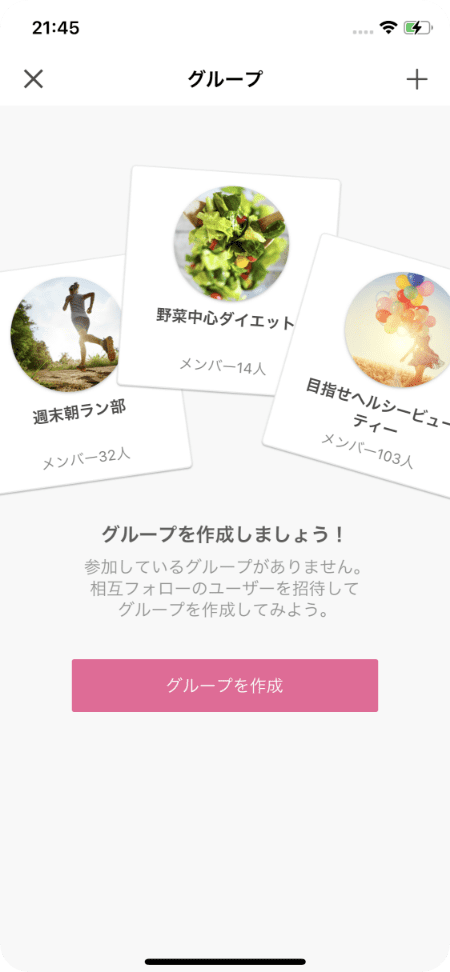 21:45
グループ
野菜中心ダイエット
メンバー14人
週末朝ラン部
メンバー32人
目指せヘルシービュー
ティー
メンバー103人
グループを作成しましょう！
参加しているグループがありません。
相互フォローのユーザーを招待して
グループを作成してみよう。
グループを作成